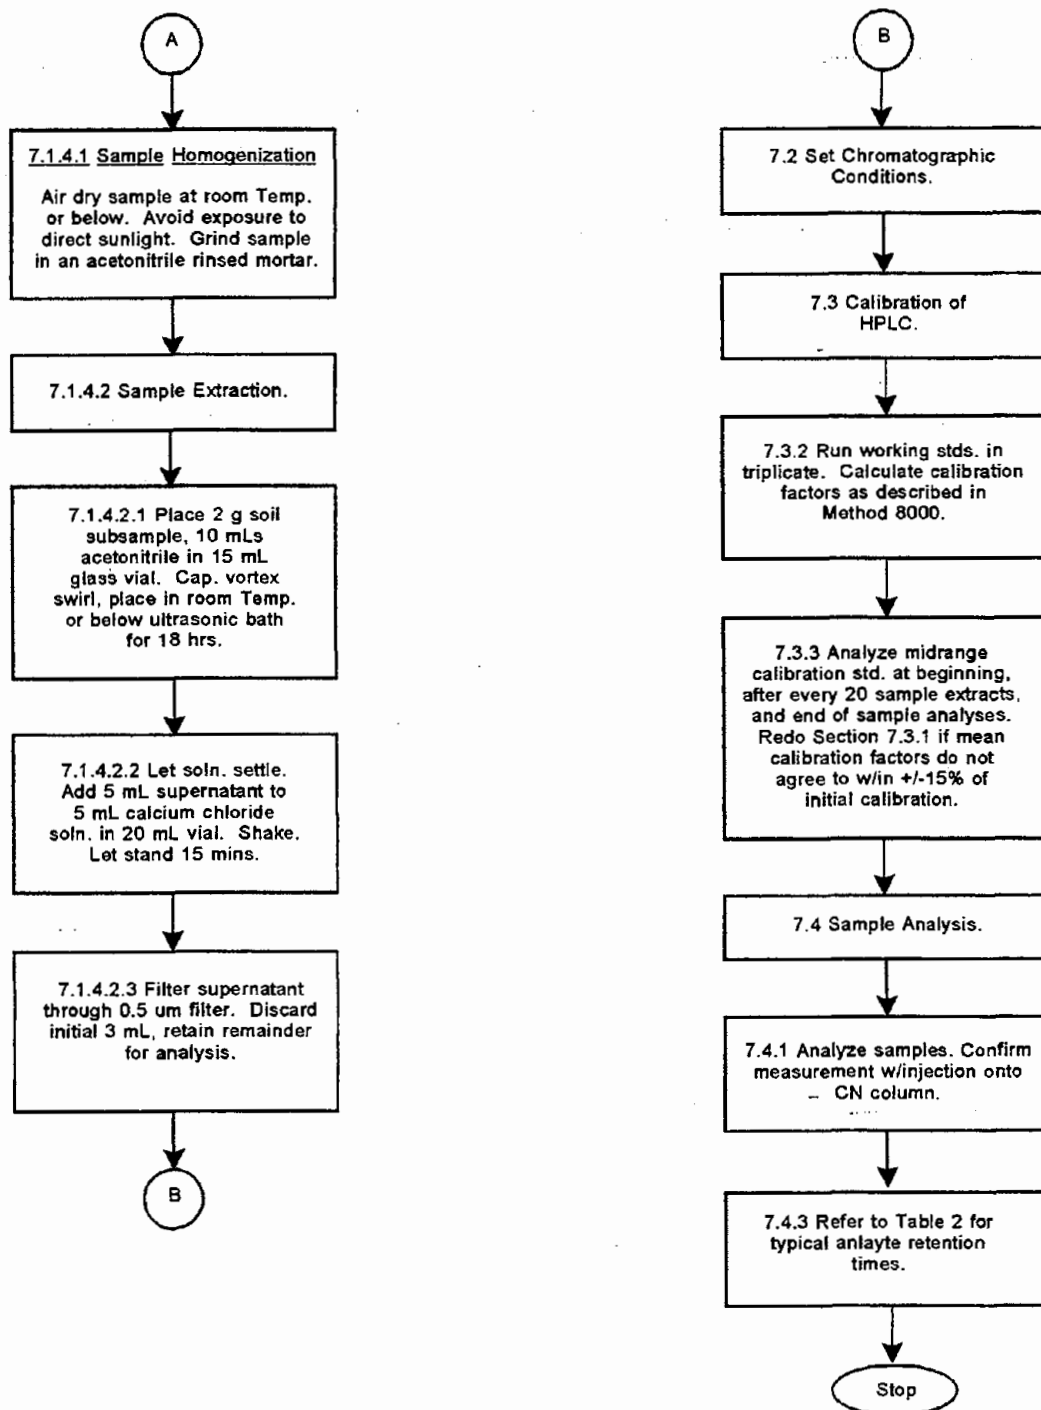 A
7.1.4.1 Sample Homogenization
Air dry sample at room Temp.
or below. Avoid exposure to
direct sunlight. Grind sample
in an acetonitrile rinsed mortar.
7.1.4.2 Sample Extraction.
7.1.4.2.1 Place 2 g soil
subsample, 10 mLs
acetonitrile in 15 mL
glass vial. Cap. vortex
swirl, place in room Temp.
or below ultrasonic bath
for 18 hrs.
7.1.4.2.2 Let soln. settle.
Add 5 mL supernatant to
5 mL calcium chloride
soln. in 20 mL vial. Shake.
Let stand 15 mins.
7.1.4.2.3 Filter supernatant
through 0.5 um filter. Discard
initial 3 mL, retain remainder
for analysis.
B
B
7.2 Set Chromatographic
Conditions.
7.3 Calibration of
HPLC.
7.3.2 Run working stds. in
triplicate. Calculate calibration
factors as described in
Method 8000.
7.3.3 Analyze midrange
calibration std. at beginning,
after every 20 sample extracts,
and end of sample analyses.
Redo Section 7.3.1 if mean
calibration factors do not
agree to w/in +/-15% of
initial calibration.
7.4 Sample Analysis.
7.4.1 Analyze samples. Confirm
measurement w/injection onto
CN column.
7.4.3 Refer to Table 2 for
typical anlayte retention
times.
Stop